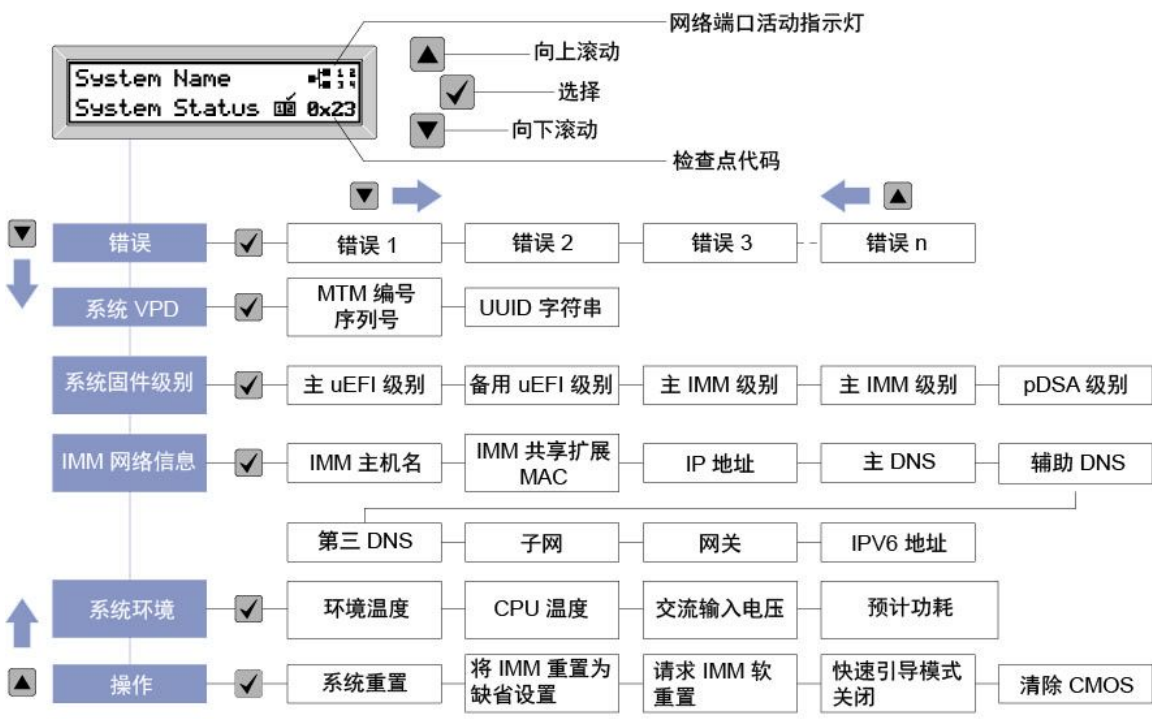 网络端口活动指示灯
System Name 1 2
3 4
System Status 12 0x23
向上滚动
选择
向下滚动
检查点代码
错误 错误 1 错误 2 错误 3 错误 n
系统 VPD MTM 编号
序列号 UUID 字符串
系统固件级别 主 uEFI 级别 备用 uEFI 级别 主 IMM 级别 主 IMM 级别 pDSA 级别
IMM 网络信息 IMM 主机名 IMM 共享扩展
MAC IP 地址 主 DNS 辅助 DNS
第三 DNS 子网 网关 IPV6 地址
系统环境 环境温度 CPU 温度 交流输入电压 预计功耗
操作 系统重置 将 IMM 重置为
缺省设置 请求 IMM 软
重置 快速引导模式
关闭 清除 CMOS